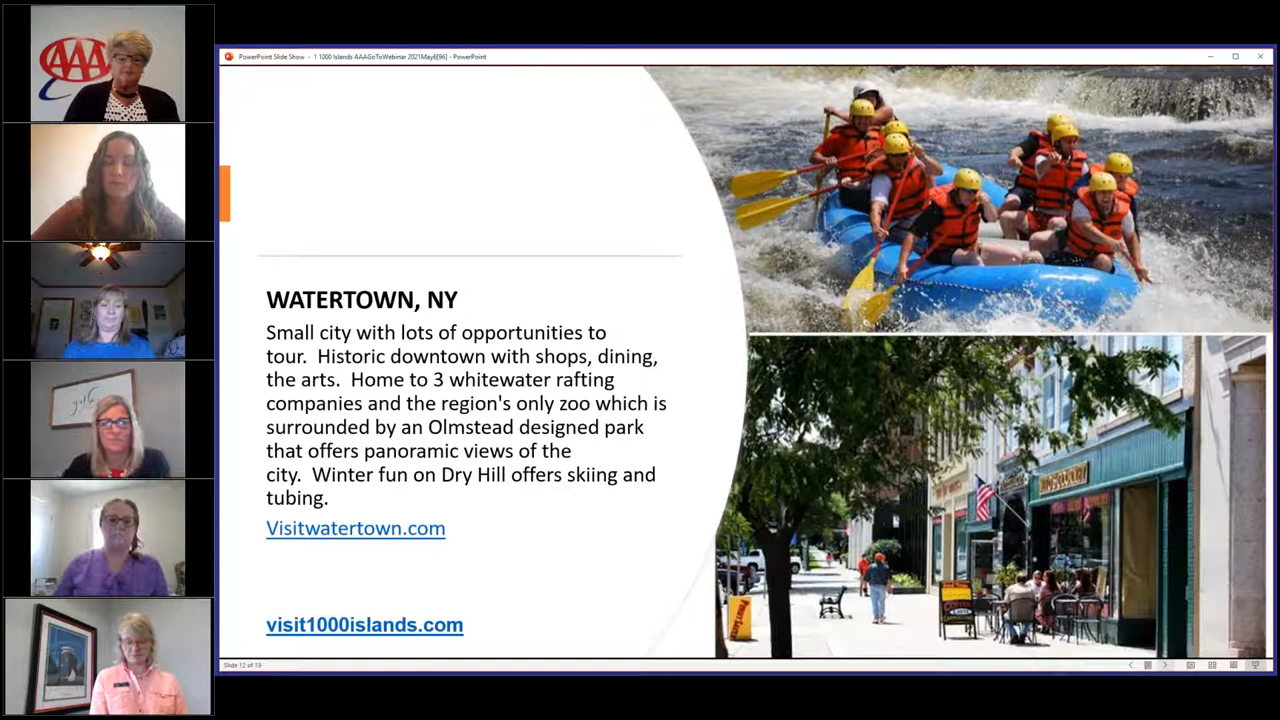 AAA
PowerPoint Slide Show - 1 1000 Islands AAAGoToWebinar 2021May6[96] - PowerPoint
WATERTOWN, NY
Small city with lots of opportunities to
tour. Historic downtown with shops, dining,
the arts. Home to 3 whitewater rafting
companies and the region's only zoo which is
surrounded by an Olmstead designed park
that offers panoramic views of the
city. Winter fun on Dry Hill offers skiing and
tubing.
Visitwatertown.com
visit1000islands.com
Slide 12 of 19